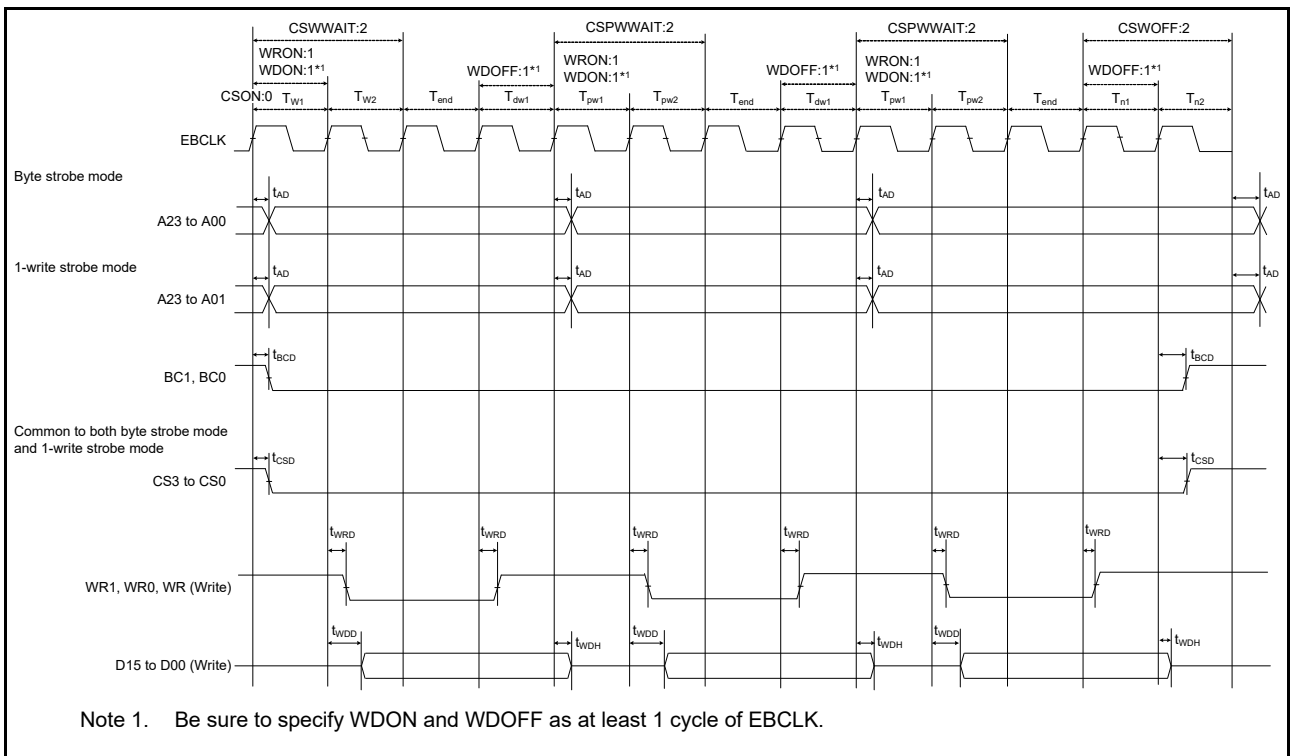 CSWWAIT:2 CSPWWAIT:2 CSPWWAIT:2 CSWOFF:2
WRON:1 WRON:1 WRON:1
WDON:1*1 WDOFF:1*1 WDON:1*1 WDOFF:1*1 WDON:1*1 WDOFF:1*1
CSON:0 TW1 TW2 Tend Tdw1 Tpw1 Tpw2 Tend Tdw1 Tpw1 Tpw2 Tend Tn1 Tn2
EBCLK
Byte strobe mode
tAD tAD tAD tAD
A23 to A00
1-write strobe mode
tAD tAD tAD tAD
A23 to A01
tBCD tBCD
BC1, BC0
Common to both byte strobe mode
and 1-write strobe mode
tCSD tCSD
CS3 to CS0
tWRD tWRD tWRD tWRD tWRD tWRD
WR1, WR0, WR (Write)
tWDD tWDH tWDD tWDH tWDD tWDH
D15 to D00 (Write)
Note 1. Be sure to specify WDON and WDOFF as at least 1 cycle of EBCLK.